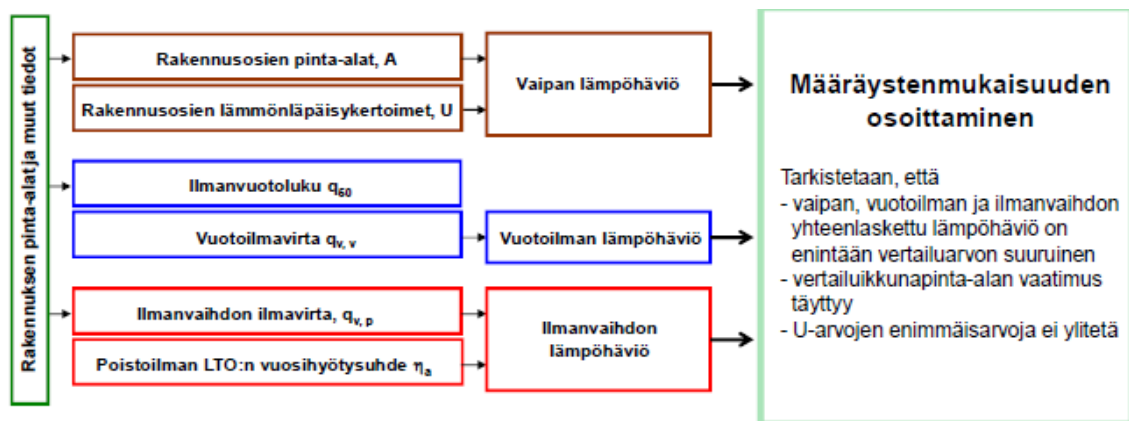 Rakennuksen pinta-alat ja muut tiedot
Rakennusosien pinta-alat, A
Rakennusosien lämmönläpäisykertoimet, U
Vaipan lämpöhäviö
Ilmanvuotoluku q50
Vuotoilmavirta qv, v
Vuotoilman lämpöhäviö
Ilmanvaihdon ilmavirta, qv, p
Poistoilman LTO:n vuosihyötysuhde ηa
Ilmanvaihdon
lämpöhäviö
Määräystenmukaisuuden
osoittaminen
Tarkistetaan, että
- vaipan, vuotoilman ja ilmanvaihdon
yhteenlaskettu lämpöhäviö on
enintään vertailuarvon suuruinen
- vertailuikkunapinta-alan vaatimus
täyttyy
- U-arvojen enimmäisarvoja ei ylitetä